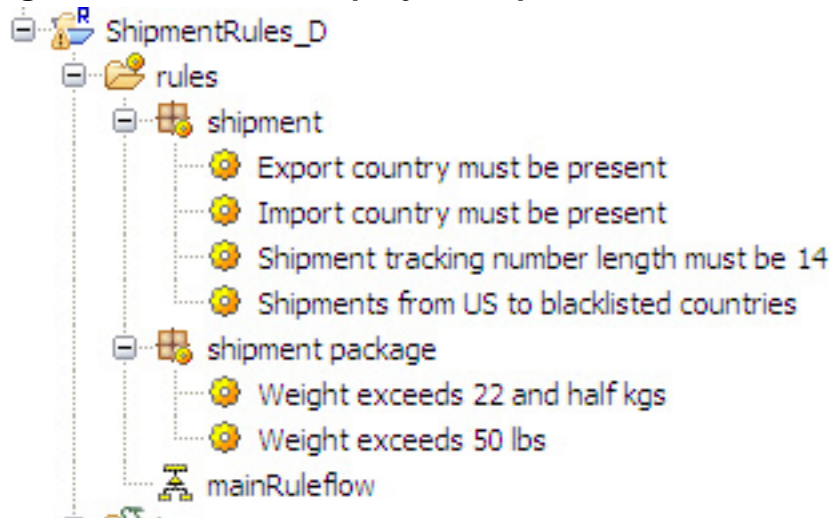 ShipmentRules_D
rules
shipment
Export country must be present
Import country must be present
Shipment tracking number length must be 14
Shipments from US to blacklisted countries
shipment package
Weight exceeds 22 and half kgs
Weight exceeds 50 lbs
mainRuleflow